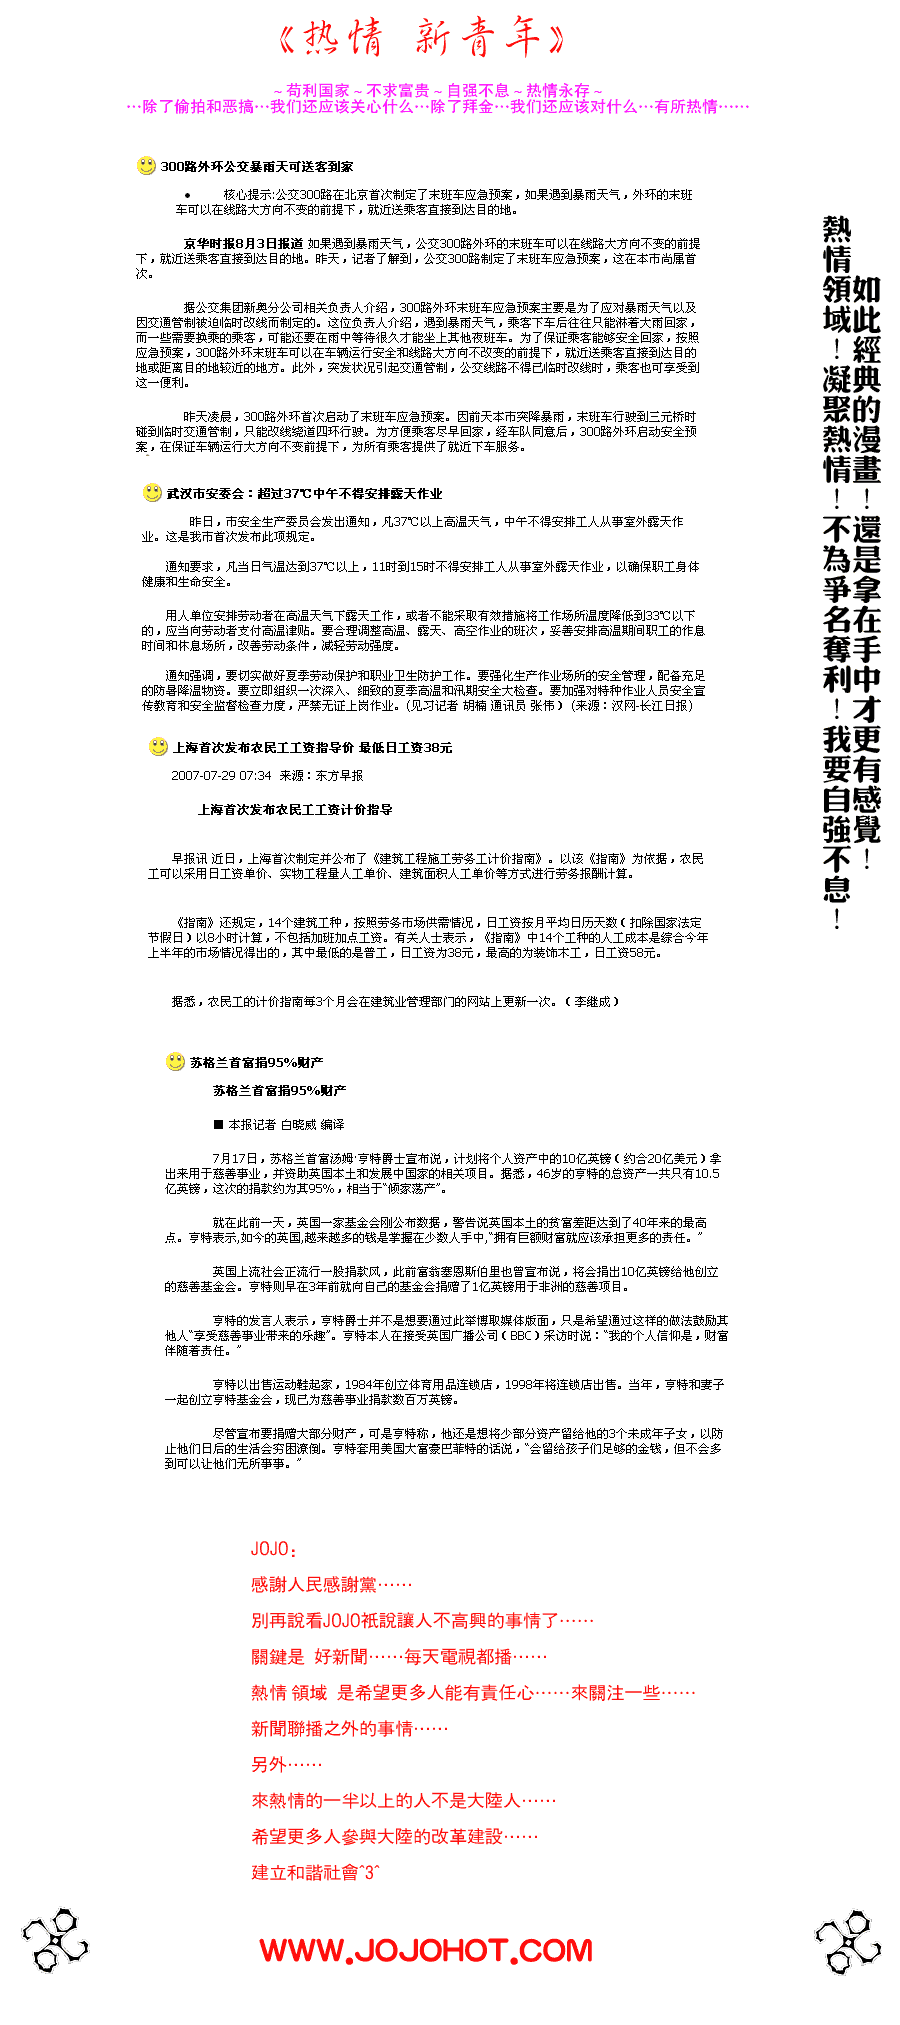 《热情 新青年》
~苟利国家~不求富贵~自强不息~热情永存~
…除了偷拍和恶搞…我们还应该关心什么…除了拜金…我们还应该对什么…有所热情……
300路外环公交暴雨天可送客到家
• 核心提示:公交300路在北京首次制定了末班车应急预案，如果遇到暴雨天气，外环的末班
车可以在线路大方向不变的前提下，就近送乘客直接到达目的地。
京华时报8月3日报道 如果遇到暴雨天气，公交300路外环的末班车可以在线路大方向不变的前提
下，就近送乘客直接到达目的地。昨天，记者了解到，公交300路制定了末班车应急预案，这在本市尚属首
次。
据公交集团新奥分公司相关负责人介绍，300路外环末班车应急预案主要是为了应对暴雨天气以及
因交通管制被迫临时改线而制定的。这位负责人介绍，遇到暴雨天气，乘客下车后往往只能淋着大雨回家，
而一些需要换乘的乘客，可能还要在雨中等待很久才能坐上其他夜班车。为了保证乘客能够安全回家，按照
应急预案，300路外环末班车可以在车辆运行安全和线路大方向不改变的前提下，就近送乘客直接到达目的
地或距离目的地较近的地方。此外，突发状况引起交通管制，公交线路不得已临时改线时，乘客也可享受到
这一便利。
昨天凌晨，300路外环首次启动了末班车应急预案。因前天本市突降暴雨，末班车行驶到三元桥时
碰到临时交通管制，只能改线绕道四环行驶。为方便乘客尽早回家，经车队同意后，300路外环启动安全预
案，在保证车辆运行大方向不变前提下，为所有乘客提供了就近下车服务。
武汉市安委会：超过37℃中午不得安排露天作业
昨日，市安全生产委员会发出通知，凡37℃以上高温天气，中午不得安排工人从事室外露天作
业。这是我市首次发布此项规定。
通知要求，凡当日气温达到37℃以上，11时到15时不得安排工人从事室外露天作业，以确保职工身体
健康和生命安全。
用人单位安排劳动者在高温天气下露天工作，或者不能采取有效措施将工作场所温度降低到33℃以下
的，应当向劳动者支付高温津贴。要合理调整高温、露天、高空作业的班次，妥善安排高温期间职工的作息
时间和休息场所，改善劳动条件，减轻劳动强度。
通知强调，要切实做好夏季劳动保护和职业卫生防护工作。要强化生产作业场所的安全管理，配备充足
的防暑降温物资。要立即组织一次深入、细致的夏季高温和汛期安全大检查。要加强对特种作业人员安全宣
传教育和安全监督检查力度，严禁无证上岗作业。(见习记者 胡楠 通讯员 张伟）（来源：汉网-长江日报)
上海首次发布农民工工资指导价 最低日工资38元
2007-07-29 07:34 来源：东方早报
上海首次发布农民工工资计价指导
早报讯 近日，上海首次制定并公布了《建筑工程施工劳务工计价指南》。以该《指南》为依据，农民
工可以采用日工资单价、实物工程量人工单价、建筑面积人工单价等方式进行劳务报酬计算。
《指南》还规定，14个建筑工种，按照劳务市场供需情况，日工资按月平均日历天数（扣除国家法定
节假日）以8小时计算，不包括加班加点工资。有关人士表示，《指南》中14个工种的人工成本是综合今年
上半年的市场情况得出的，其中最低的是普工，日工资为38元，最高的为装饰木工，日工资58元。
据悉，农民工的计价指南每3个月会在建筑业管理部门的网站上更新一次。（李继成）
苏格兰首富捐95%财产
苏格兰首富捐95%财产
■ 本报记者 白晓威 编译
7月17日，苏格兰首富汤姆·亨特爵士宣布说，计划将个人资产中的10亿英镑（约合20亿美元）拿
出来用于慈善事业，并资助英国本土和发展中国家的相关项目。据悉，46岁的亨特的总资产一共只有10.5
亿英镑，这次的捐款约为其95%，相当于“倾家荡产”。
就在此前一天，英国一家基金会刚公布数据，警告说英国本土的贫富差距达到了40年来的最高
点。亨特表示,如今的英国,越来越多的钱是掌握在少数人手中,“拥有巨额财富就应该承担更多的责任。”
英国上流社会正流行一股捐款风，此前富翁塞恩斯伯里也曾宣布说，将会捐出10亿英镑给他创立
的慈善基金会。亨特则早在3年前就向自己的基金会捐赠了1亿英镑用于非洲的慈善项目。
亨特的发言人表示，亨特爵士并不是想要通过此举博取媒体版面，只是希望通过这样的做法鼓励其
他人“享受慈善事业带来的乐趣”。亨特本人在接受英国广播公司（BBC）采访时说：“我的个人信仰是，财富
伴随着责任。”
亨特以出售运动鞋起家，1984年创立体育用品连锁店，1998年将连锁店出售。当年，亨特和妻子
一起创立亨特基金会，现已为慈善事业捐款数百万英镑。
尽管宣布要捐赠大部分财产，可是亨特称，他还是想将少部分资产留给他的3个未成年子女，以防
止他们日后的生活会穷困潦倒。亨特套用美国大富豪巴菲特的话说，“会留给孩子们足够的金钱，但不会多
到可以让他们无所事事。”
如此經典的漫畫！還是拿在手中才更有感覺！
熱情領域！凝聚熱情！不為爭名奪利！我要自強不息！
JOJO：
感謝人民感謝黨……
別再說看JOJO祇說讓人不高興的事情了……
關鍵是 好新聞……每天電視都播……
熱情 領域 是希望更多人能有責任心……來關注一些……
新聞聯播之外的事情……
另外……
來熱情的一半以上的人不是大陸人……
希望更多人參與大陸的改革建設……
建立和諧社會^3^
WWW.JOJOHOT.COM